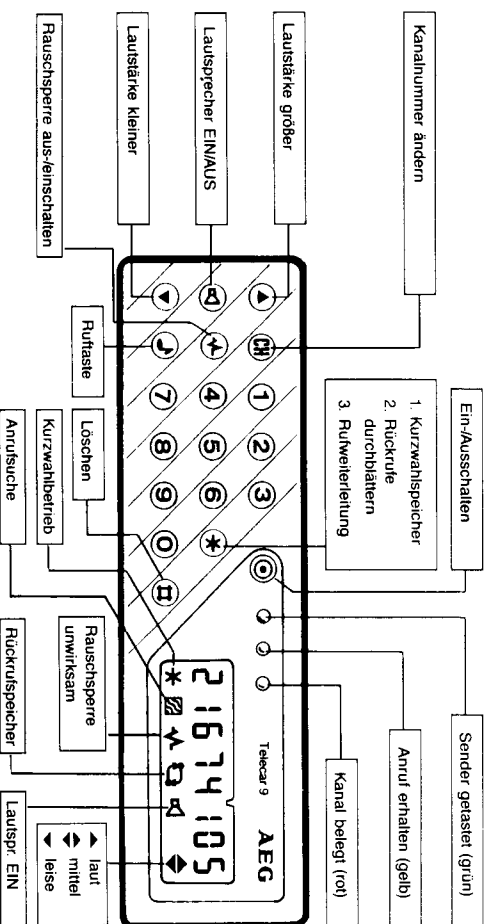 Kanalnummer ändern
Lautstärke größer
Lautsprecher EIN/AUS
Lautstärke kleiner
Rauschsperre aus-/einschalten
Ein-/Ausschalten
1. Kurzwahlspeicher
2. Rückrufe
durchblättern
3. Rufweiterleitung
Sender getastet (grün)
Anruf erhalten (gelb)
Kanal belegt (rot)
CH 1 2 3
4 5 6 *
7 8 9 0
Telecar 9 AEG
21674105
Ruftaste
Löschen
Kurzwahlbetrieb
Anrufsuche
Rauschsperre
unwirksam
Rückrufspeicher
Lautspr. EIN
laut
mittel
leise